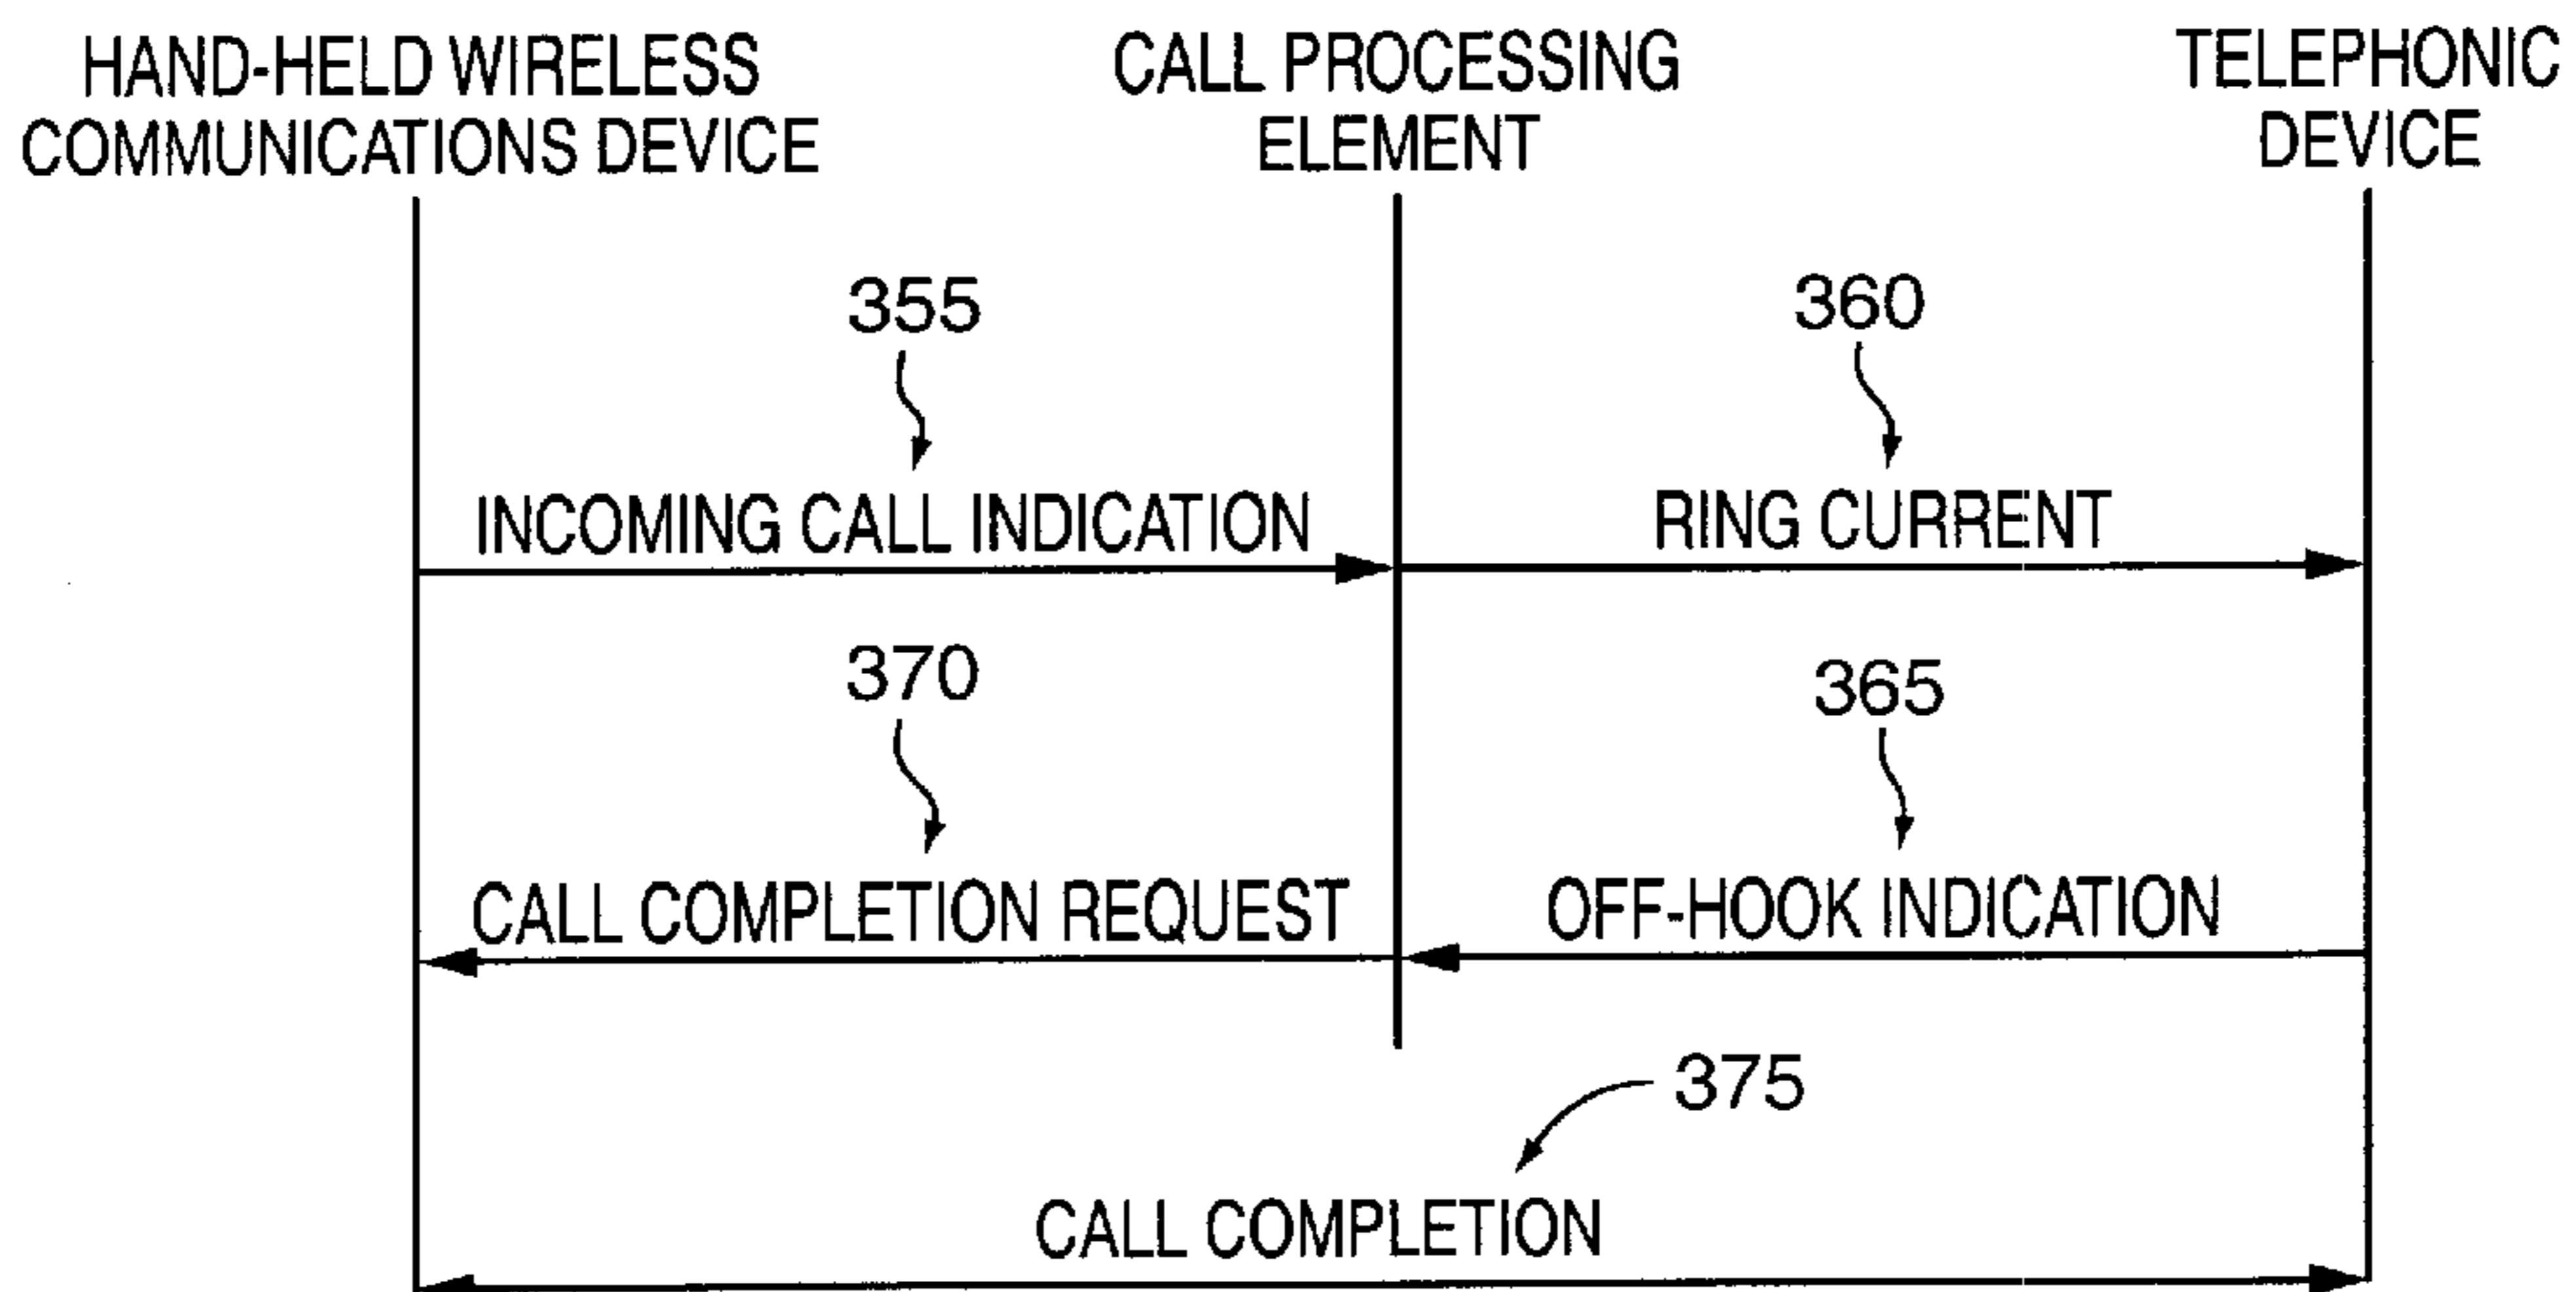 HAND-HELD WIRELESS
COMMUNICATIONS DEVICE
CALL PROCESSING
ELEMENT
TELEPHONIC
DEVICE
355
360
INCOMING CALL INDICATION
RING CURRENT
370
365
CALL COMPLETION REQUEST
OFF-HOOK INDICATION
375
CALL COMPLETION